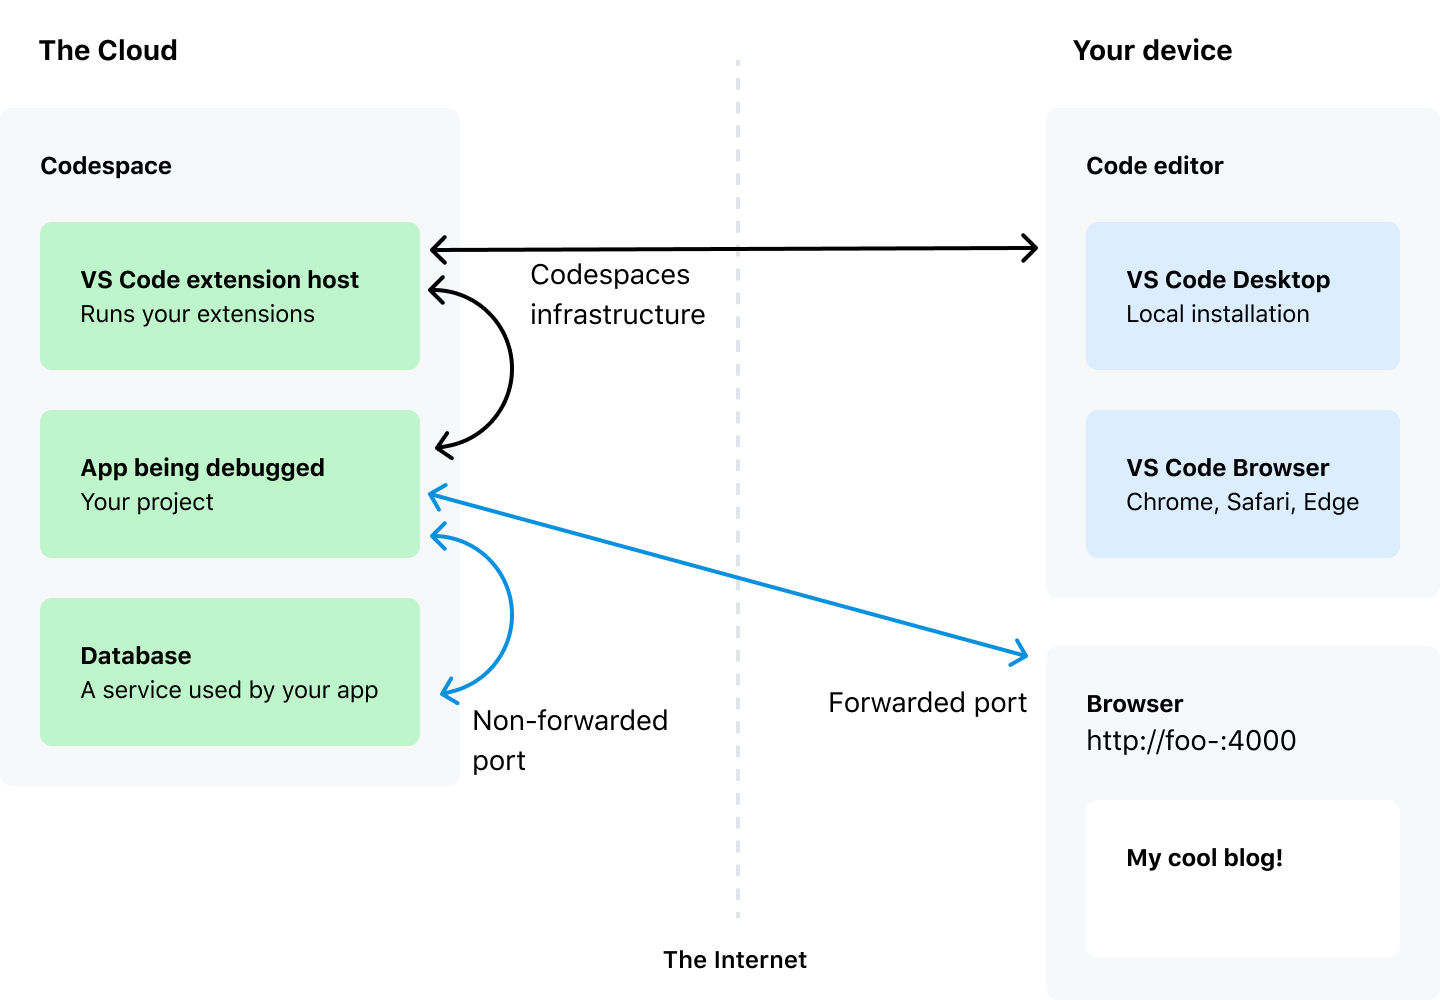 The Cloud
Your device
Codespace
VS Code extension host
Runs your extensions
App being debugged
Your project
Database
A service used by your app
Codespaces
infrastructure
Non-forwarded
port
Forwarded port
The Internet
Code editor
VS Code Desktop
Local installation
VS Code Browser
Chrome, Safari, Edge
Browser
http://foo-:4000
My cool blog!